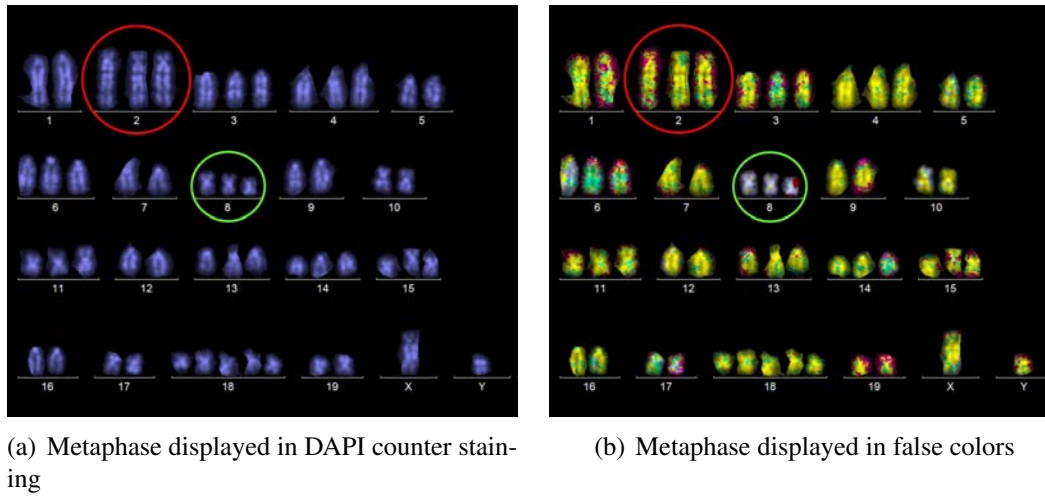 1 2 3 4 5
6 7 8 9 10
11 12 13 14 15
16 17 18 19 X Y
1 2 3 4 5
6 7 8 9 10
11 12 13 14 15
16 17 18 19 X Y
(a) Metaphase displayed in DAPI counter stain-
ing
(b) Metaphase displayed in false colors